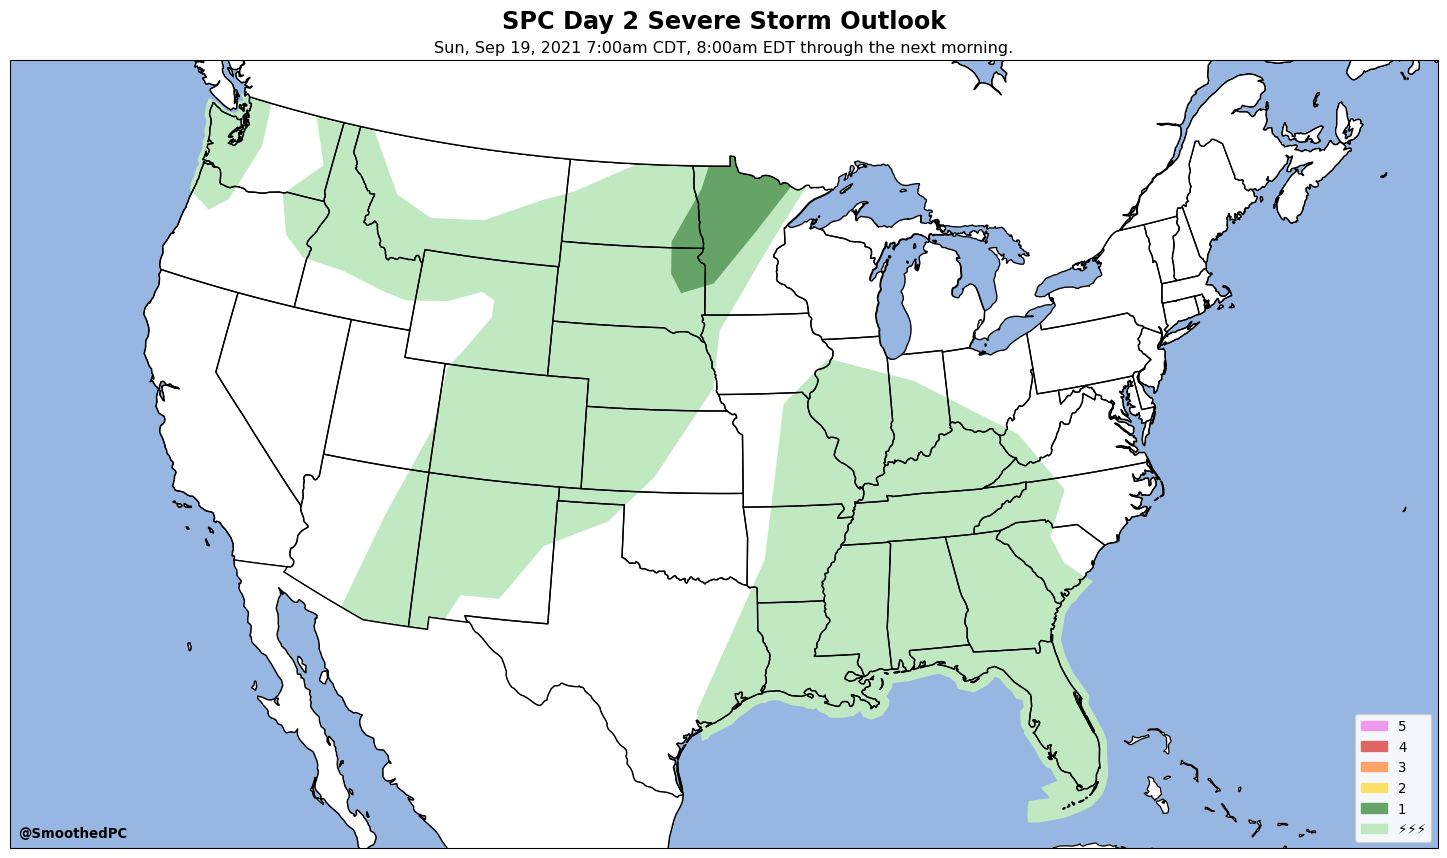 SPC Day 2 Severe Storm Outlook
Sun, Sep 19, 2021 7:00am CDT, 8:00am EDT through the next morning.
5
4
3
2
1
⚡⚡⚡
@SmoothedPC